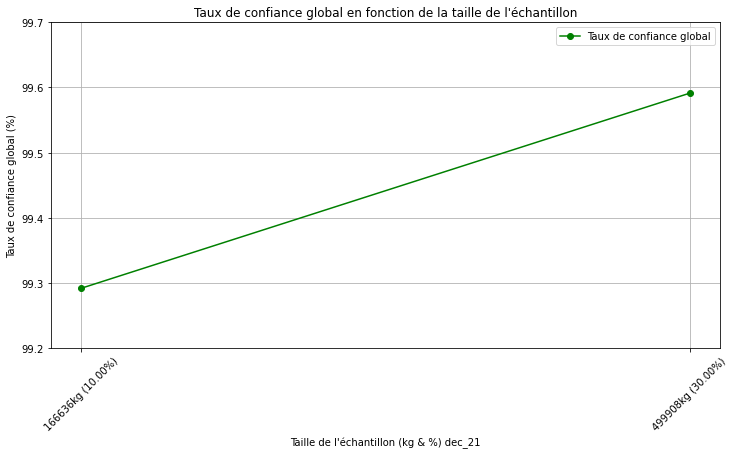 Taux de confiance global en fonction de la taille de l'échantillon
99.7
99.6
99.5
99.4
99.3
99.2
Taux de confiance global (%)
Taux de confiance global
166636kg (10.00%)
499908kg (30.00%)
Taille de l'échantillon (kg & %) dec_21